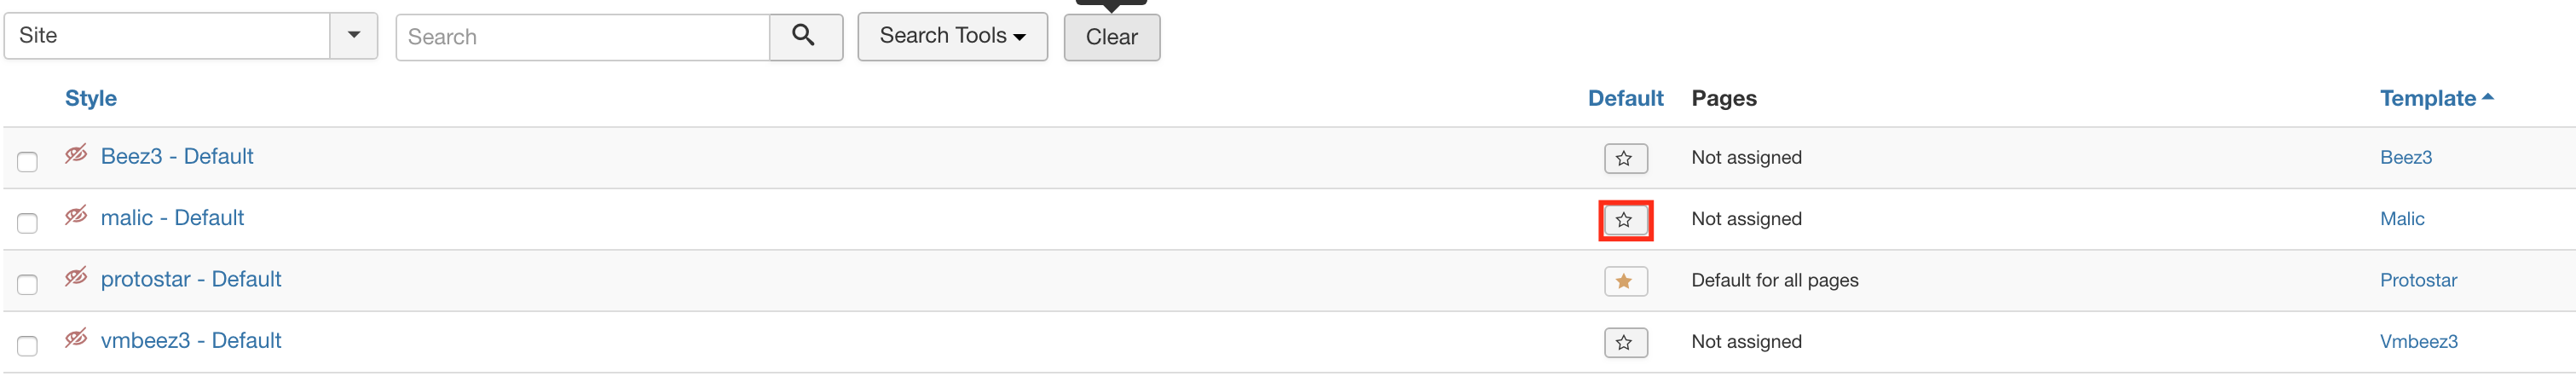 Site Search Search Tools Clear
Style Default Pages Template
Beez3 - Default Not assigned Beez3
malic - Default Not assigned Malic
protostar - Default Default for all pages Protostar
vmbeez3 - Default Not assigned Vmbeez3